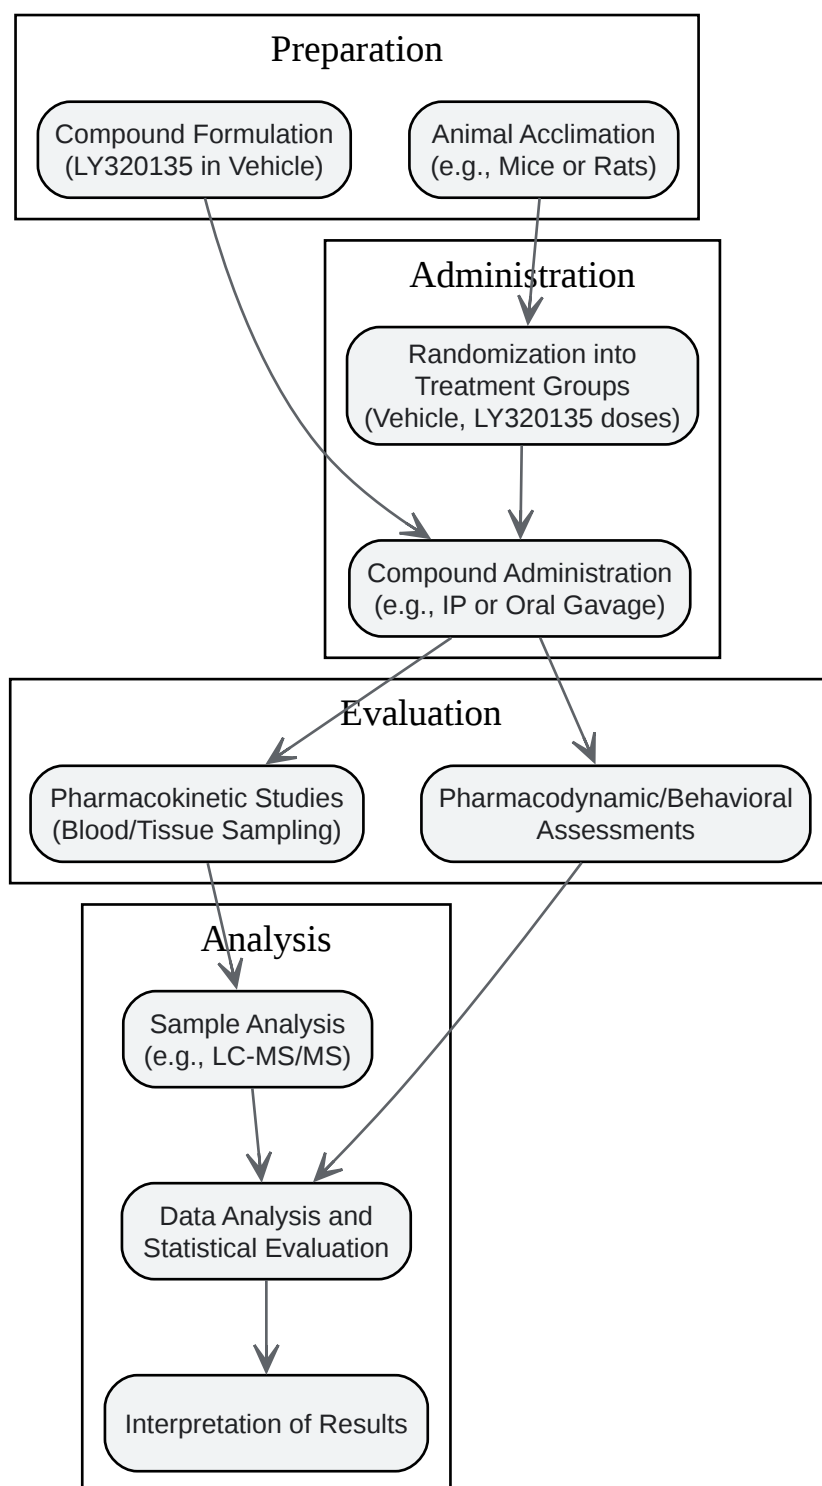 Preparation
Compound Formulation
(LY320135 in Vehicle)
Animal Acclimation
(e.g., Mice or Rats)
Administration
Randomization into
Treatment Groups
(Vehicle, LY320135 doses)
Compound Administration
(e.g., IP or Oral Gavage)
Evaluation
Pharmacokinetic Studies
(Blood/Tissue Sampling)
Pharmacodynamic/Behavioral
Assessments
Analysis
Sample Analysis
(e.g., LC-MS/MS)
Data Analysis and
Statistical Evaluation
Interpretation of Results